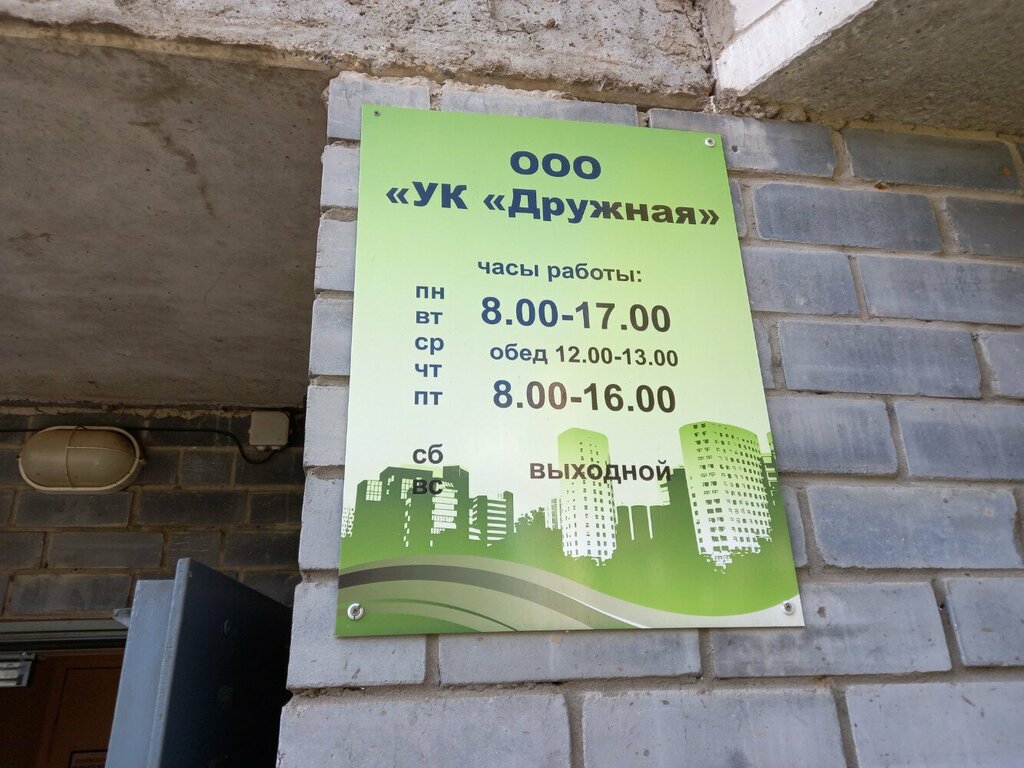 ООО
«УК «Дружная»
часы работы:
пн
вт 8.00-17.00
ср обед 12.00-13.00
чт
пт 8.00-16.00
сб
вс выходной